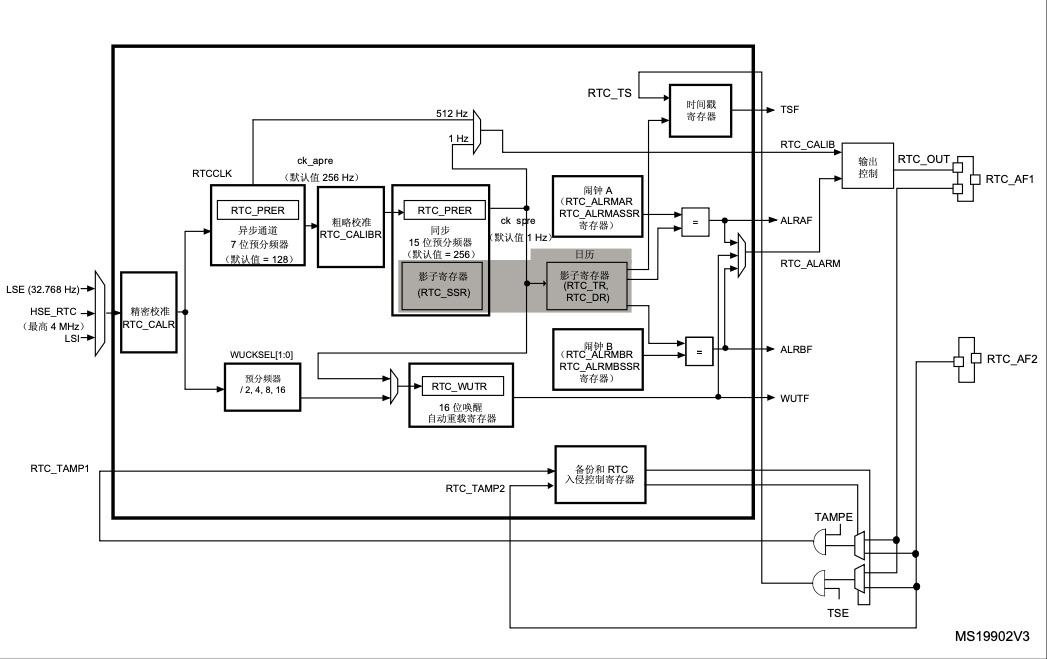 RTC_TS
时间戳
寄存器
TSF
512 Hz
1 Hz
RTC_CALIB
输出
控制
RTC_OUT
RTC_AF1
RTCCLK
ck_apre
（默认值 256 Hz）
RTC_PRER
异步通道
7 位预分频器
（默认值 = 128）
粗略校准
RTC_CALIBR
RTC_PRER
同步
15 位预分频器
（默认值 = 256）
ck_spre
（默认值 1 Hz）
影子寄存器
(RTC_SSR)
日历
影子寄存器
(RTC_TR,
RTC_DR)
闹钟 A
（RTC_ALRMAR
RTC_ALRMASSR
寄存器）
=
ALRAF
RTC_ALARM
LSE (32.768 Hz)
HSE_RTC
（最高 4 MHz）
LSI
精密校准
RTC_CALR
闹钟 B
（RTC_ALRMBR
RTC_ALRMBSSR
寄存器）
=
ALRBF
RTC_AF2
WUCKSEL[1:0]
预分频器
/ 2, 4, 8, 16
RTC_WUTR
16 位唤醒
自动重载寄存器
WUTF
RTC_TAMP1
RTC_TAMP2
备份和 RTC
入侵控制寄存器
TAMPE
TSE
MS19902V3